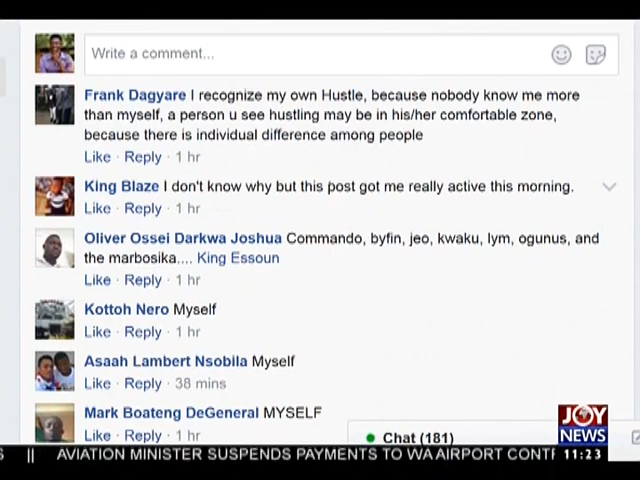 Write a comment...
Frank Dagyare I recognize my own Hustle, because nobody know me more
than myself, a person u see hustling may be in his/her comfortable zone,
because there is individual difference among people
Like · Reply · 1 hr
King Blaze I don't know why but this post got me really active this morning.
Like · Reply · 1 hr
Oliver Ossei Darkwa Joshua Commando, byfin, jeo, kwaku, lym, ogunus, and
the marbosika.... King Essoun
Like · Reply · 1 hr
Kottoh Nero Myself
Like · Reply · 1 hr
Asaah Lambert Nsobila Myself
Like · Reply · 38 mins
Mark Boateng DeGeneral MYSELF
Like · Reply · 1 hr
Chat (181)
JOY
NEWS
S || AVIATION MINISTER SUSPENDS PAYMENTS TO WA AIRPORT CONT
11:23